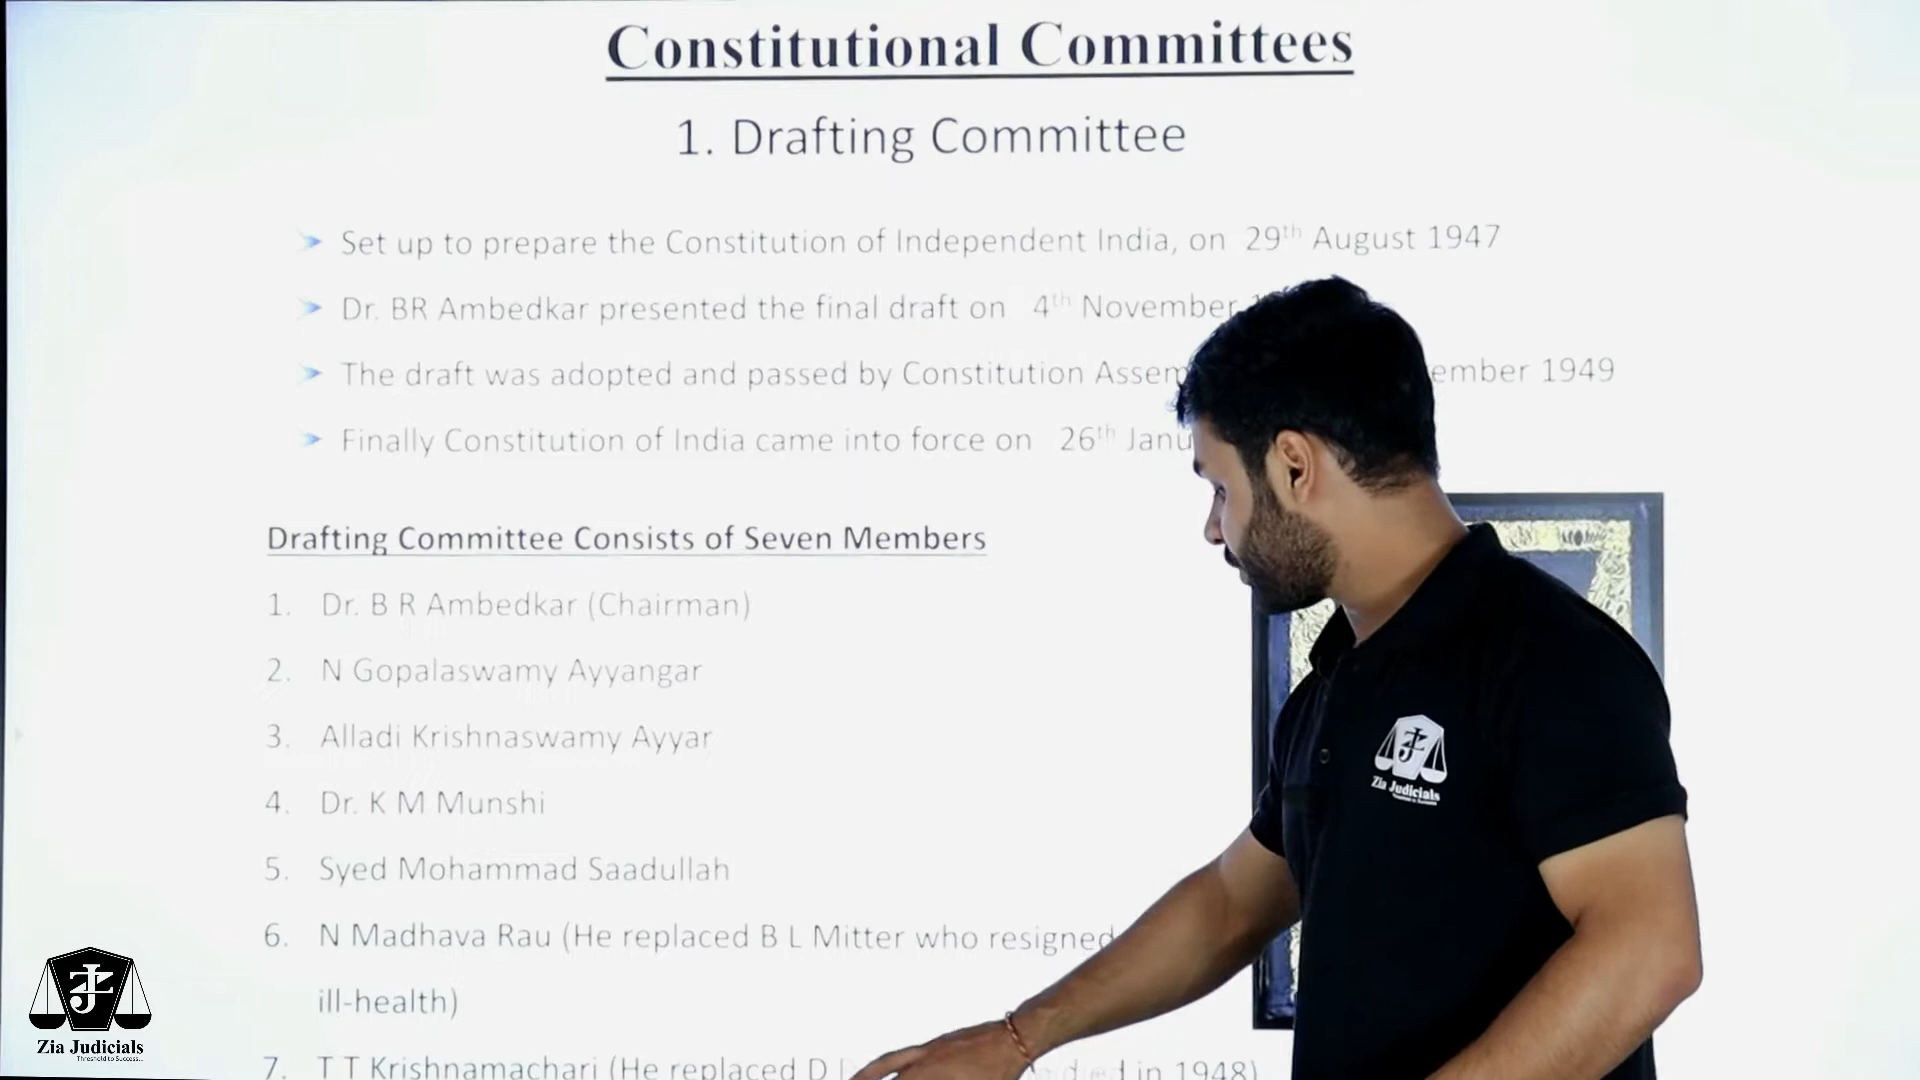 Constitutional Committees
1. Drafting Committee
Set up to prepare the Constitution of Independent India, on 29th August 1947
Dr. BR Ambedkar presented the final draft on 4th November
The draft was adopted and passed by Constitution Assem ember 1949
Finally Constitution of India came into force on 26th Janu
Drafting Committee Consists of Seven Members
1. Dr. B R Ambedkar (Chairman)
2. N Gopalaswamy Ayyangar
3. Alladi Krishnaswamy Ayyar
4. Dr. K M Munshi
5. Syed Mohammad Saadullah
6. N Madhava Rau (He replaced B L Mitter who resigned
ill-health)
7. T T Krishnamachari (He replaced D died in 1948)
Zia Judicials
Zia Judicials
Threshold to Success...